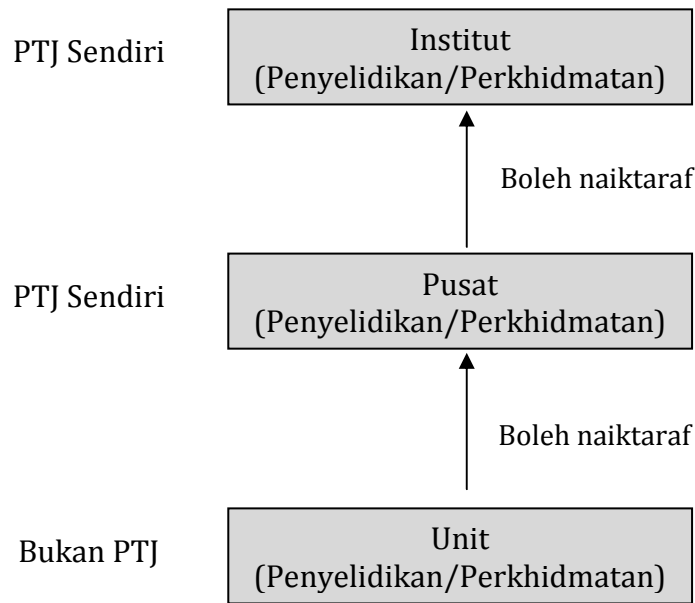 PTJ Sendiri
Institut
(Penyelidikan/Perkhidmatan)
Boleh naiktaraf
PTJ Sendiri
Pusat
(Penyelidikan/Perkhidmatan)
Boleh naiktaraf
Bukan PTJ
Unit
(Penyelidikan/Perkhidmatan)